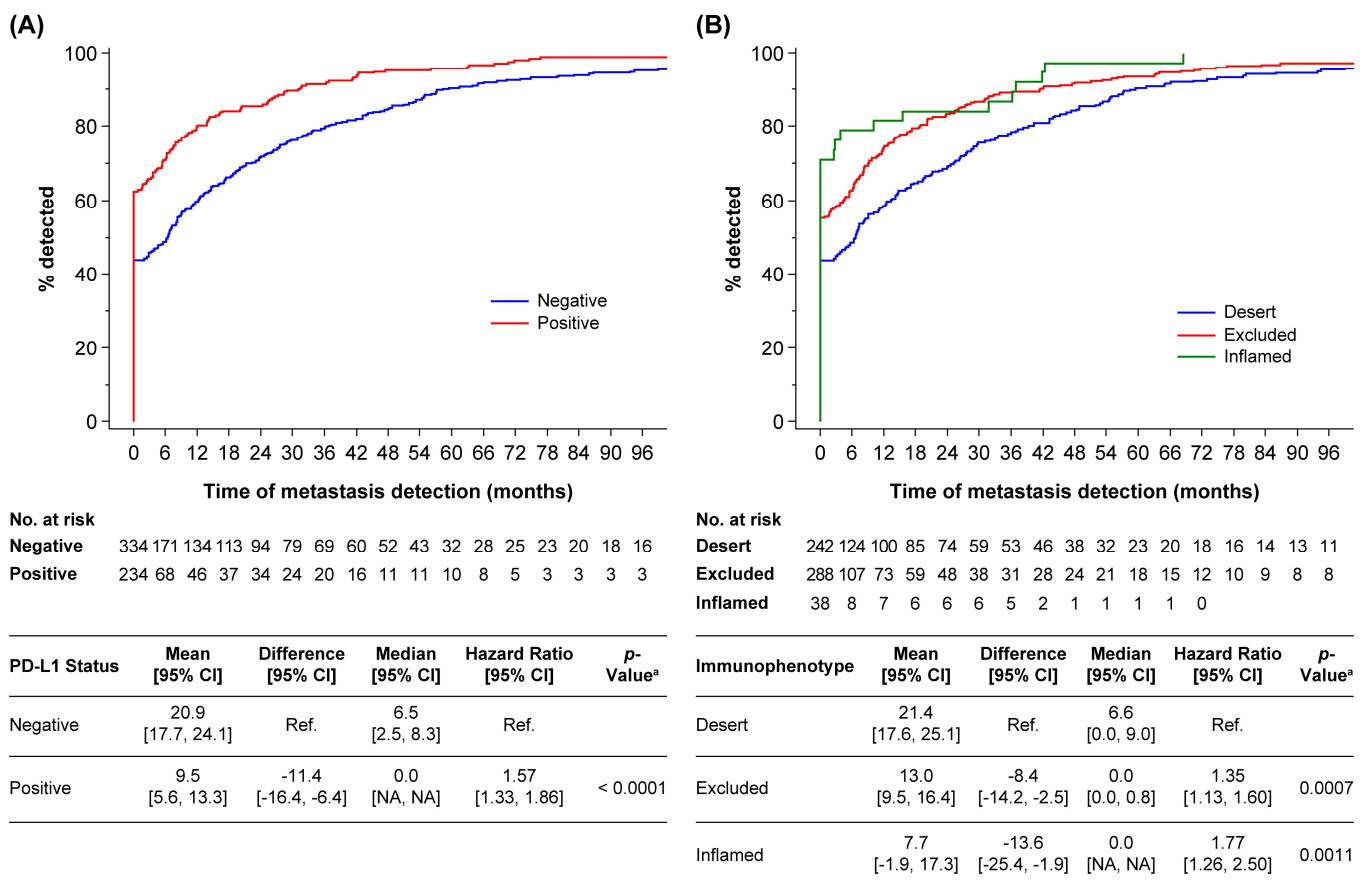 (A)
100
80
60
40
20
0
% detected
Negative
Positive
0 6 12 18 24 30 36 42 48 54 60 66 72 78 84 90 96
Time of metastasis detection (months)
No. at risk
Negative 334 171 134 113 94 79 69 60 52 43 32 28 25 23 20 18 16
Positive 234 68 46 37 34 24 20 16 11 11 10 8 5 3 3 3 3
PD-L1 Status Mean [95% CI] Difference [95% CI] Median [95% CI] Hazard Ratio [95% CI] p-Valueᵃ
Negative 20.9 [17.7, 24.1] Ref. 6.5 [2.5, 8.3] Ref.
Positive 9.5 [5.6, 13.3] -11.4 [-16.4, -6.4] 0.0 [NA, NA] 1.57 [1.33, 1.86] < 0.0001
(B)
100
80
60
40
20
0
% detected
Desert
Excluded
Inflamed
0 6 12 18 24 30 36 42 48 54 60 66 72 78 84 90 96
Time of metastasis detection (months)
No. at risk
Desert 242 124 100 85 74 59 53 46 38 32 23 20 18 16 14 13 11
Excluded 288 107 73 59 48 38 31 28 24 21 18 15 12 10 9 8 8
Inflamed 38 8 7 6 6 6 5 2 1 1 1 1 0
Immunophenotype Mean [95% CI] Difference [95% CI] Median [95% CI] Hazard Ratio [95% CI] p-Valueᵃ
Desert 21.4 [17.6, 25.1] Ref. 6.6 [0.0, 9.0] Ref.
Excluded 13.0 [9.5, 16.4] -8.4 [-14.2, -2.5] 0.0 [0.0, 0.8] 1.35 [1.13, 1.60] 0.0007
Inflamed 7.7 [-1.9, 17.3] -13.6 [-25.4, -1.9] 0.0 [NA, NA] 1.77 [1.26, 2.50] 0.0011